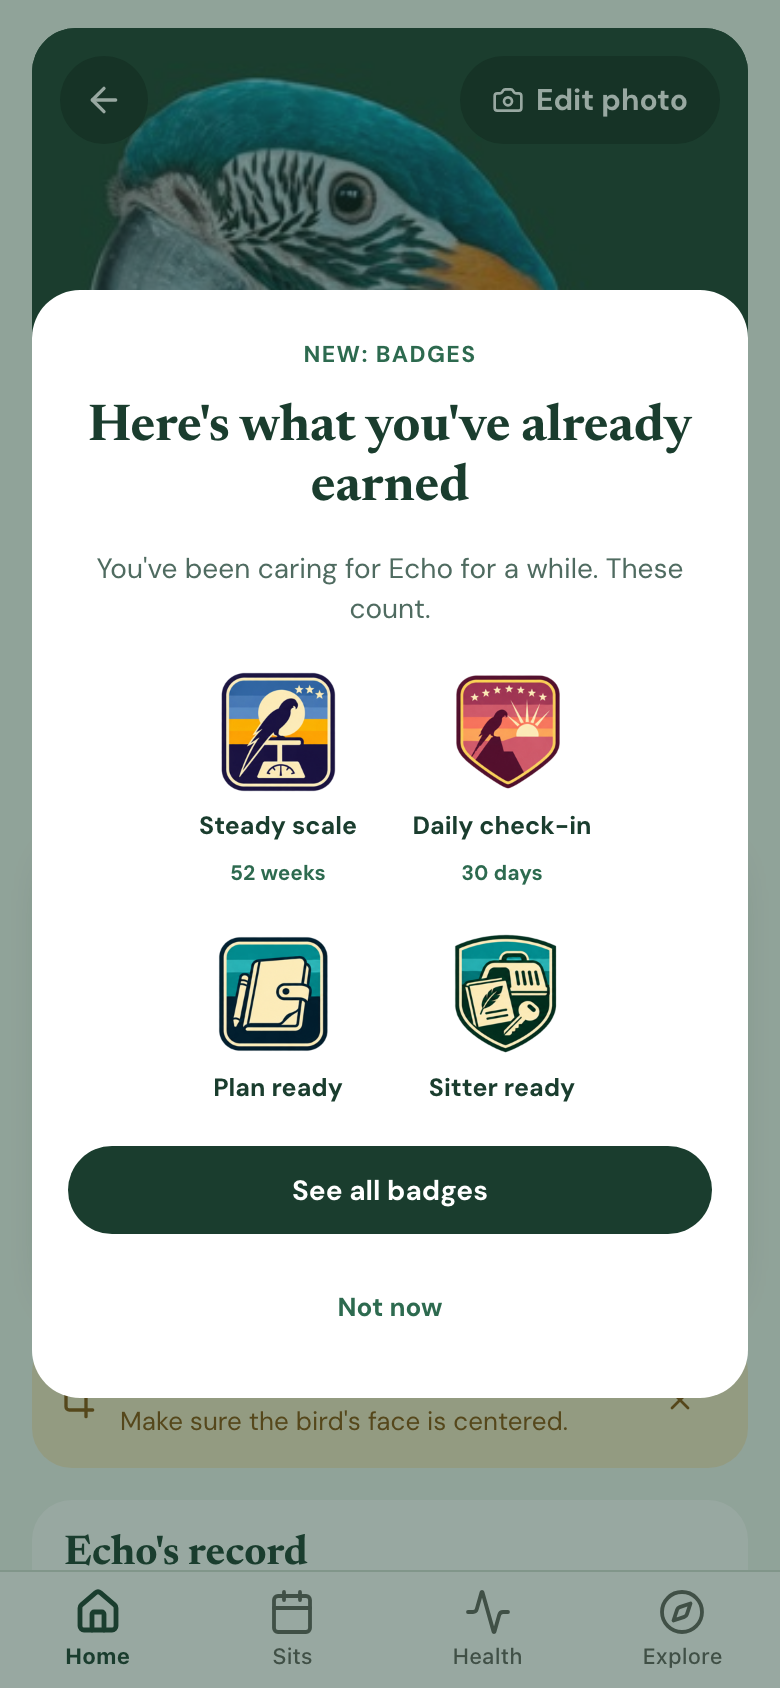 Edit photo
NEW: BADGES
Here's what you've already
earned
You've been caring for Echo for a while. These
count.
Steady scale
Daily check-in
52 weeks
30 days
Plan ready
Sitter ready
See all badges
Not now
Make sure the bird's face is centered.
Echo's record
Home
Sits
Health
Explore